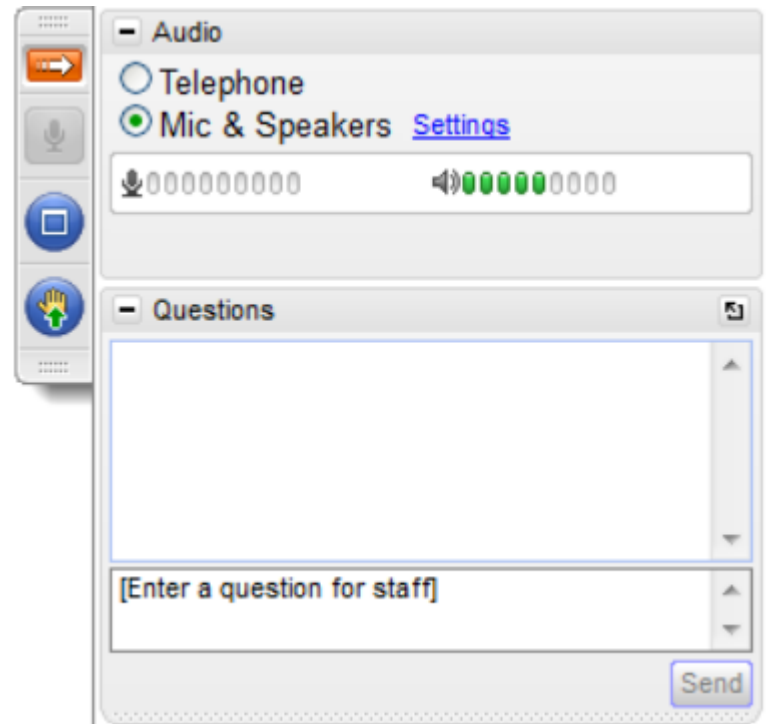 Audio
Telephone
Mic & Speakers Settings
Questions
[Enter a question for staff]
Send